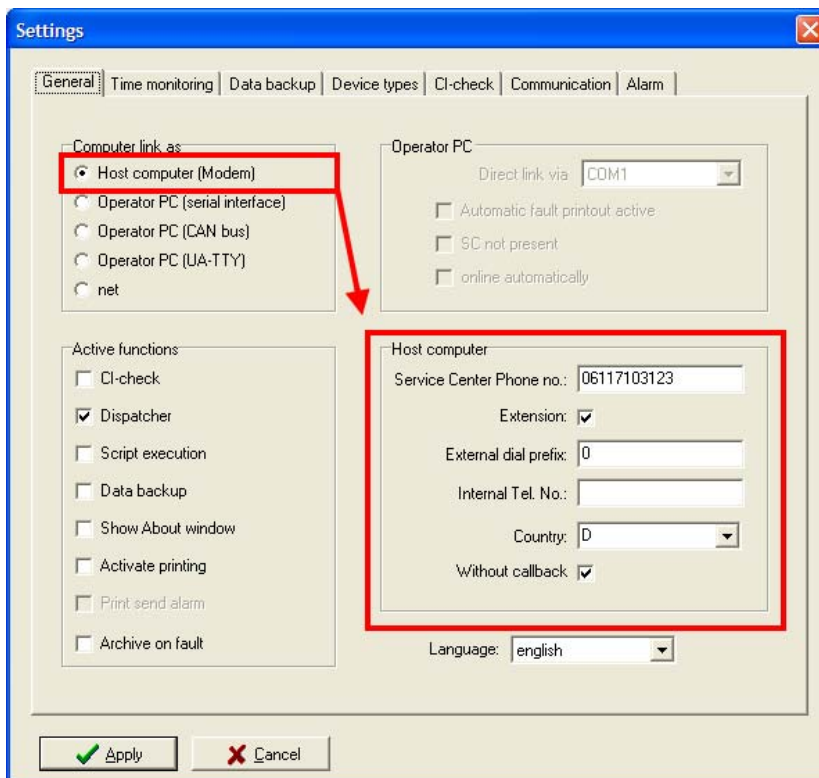 Settings
General
Time monitoring
Data backup
Device types
CI-check
Communication
Alarm
Computer link as
Host computer (Modem)
Operator PC (serial interface)
Operator PC (CAN bus)
Operator PC (UA-TTY)
net
Operator PC
Direct link via COM1
Automatic fault printout active
SC not present
online automatically
Active functions
CI-check
Dispatcher
Script execution
Data backup
Show About window
Activate printing
Print send alarm
Archive on fault
Host computer
Service Center Phone no.: 06117103123
Extension:
External dial prefix: 0
Internal Tel. No.:
Country: D
Without callback
Language: english
Apply
Cancel